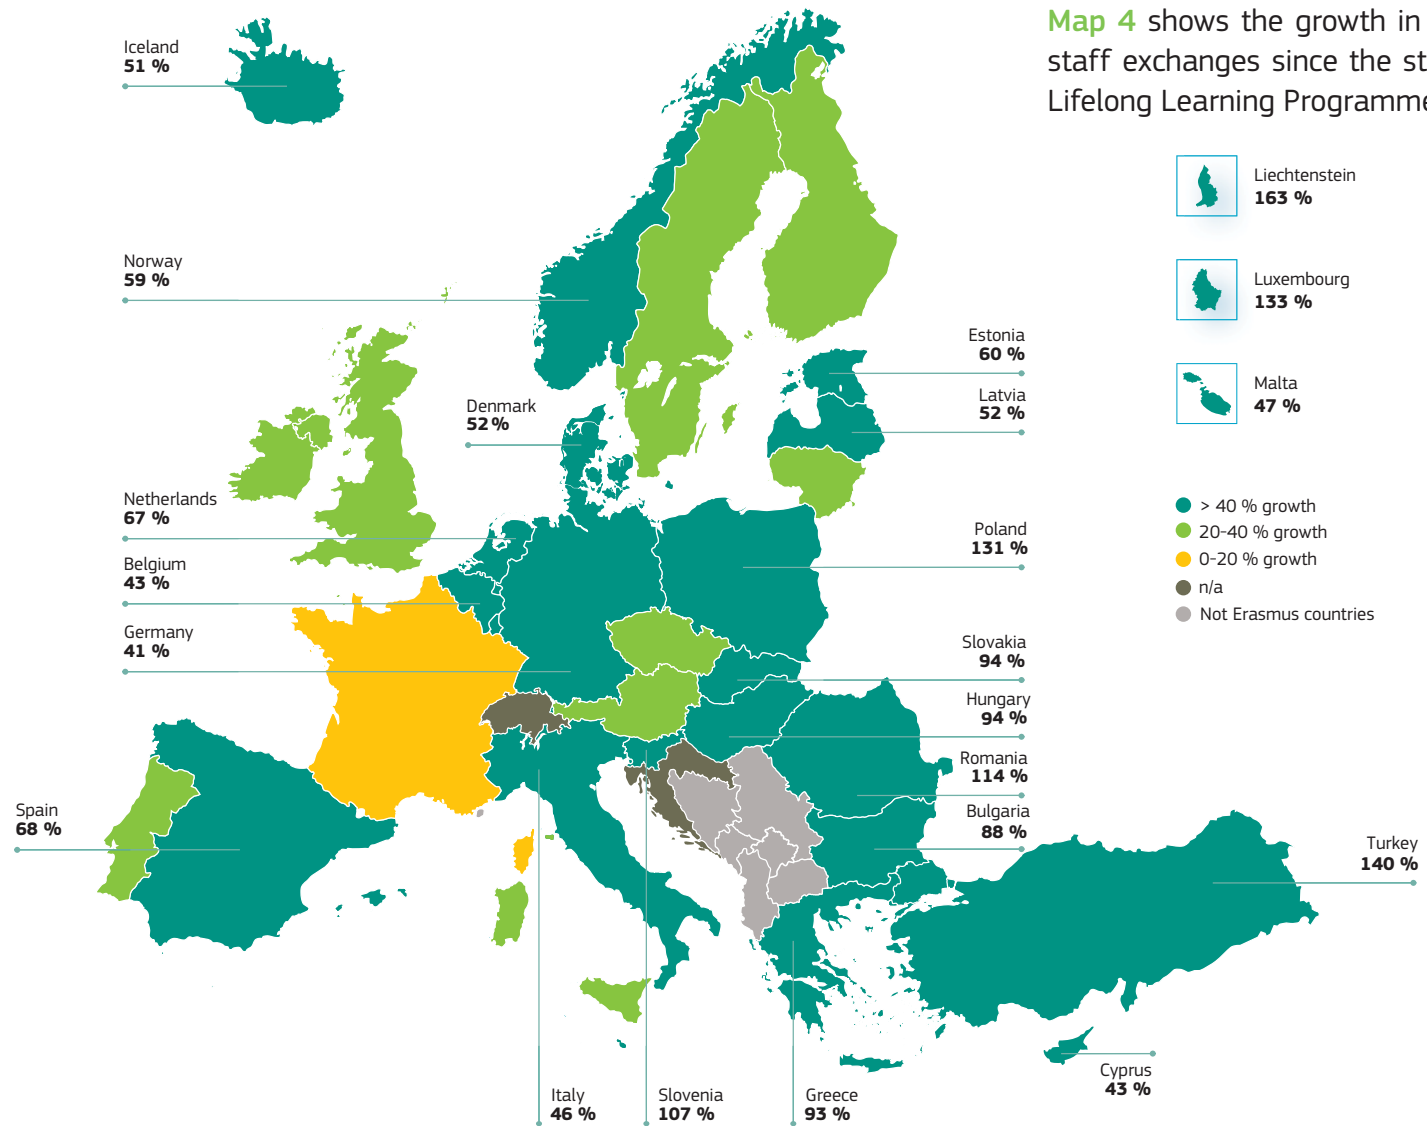 Map 4 shows the growth in
staff exchanges since the st
Lifelong Learning Programme
Iceland
51 %
Liechtenstein
163 %
Norway
59 %
Luxembourg
133 %
Estonia
60 %
Malta
47 %
Latvia
52 %
Denmark
52 %
Netherlands
67 %
> 40 % growth
20-40 % growth
0-20 % growth
n/a
Not Erasmus countries
Poland
131 %
Belgium
43 %
Germany
41 %
Slovakia
94 %
Hungary
94 %
Romania
114 %
Bulgaria
88 %
Spain
68 %
Turkey
140 %
Cyprus
43 %
Italy
46 %
Slovenia
107 %
Greece
93 %